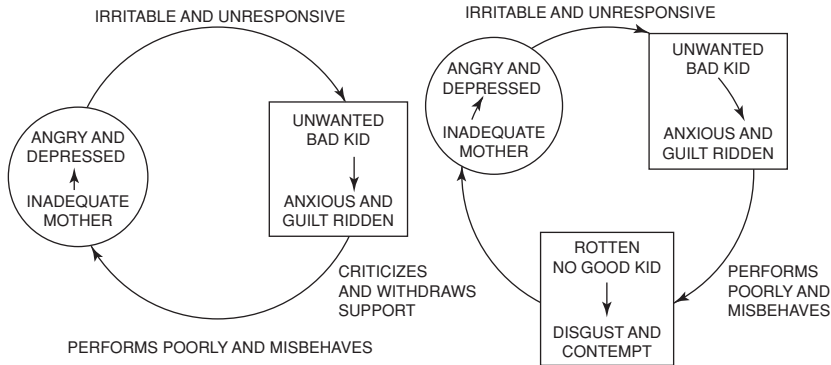 IRRITABLE AND UNRESPONSIVE
ANGRY AND
DEPRESSED
INADEQUATE
MOTHER
UNWANTED
BAD KID
ANXIOUS AND
GUILT RIDDEN
CRITICIZES
AND WITHDRAWS
SUPPORT
PERFORMS POORLY AND MISBEHAVES
IRRITABLE AND UNRESPONSIVE
ANGRY AND
DEPRESSED
INADEQUATE
MOTHER
UNWANTED
BAD KID
ANXIOUS AND
GUILT RIDDEN
PERFORMS
POORLY AND
MISBEHAVES
ROTTEN
NO GOOD KID
DISGUST AND
CONTEMPT